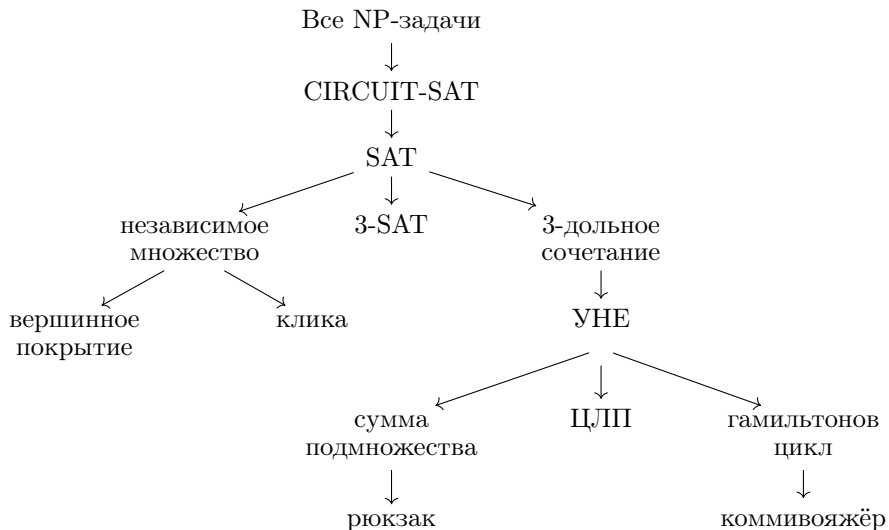 Все NP-задачи
CIRCUIT-SAT
SAT
независимое
множество
3-SAT
3-дольное
сочетание
вершинное
покрытие
клика
УНЕ
сумма
подмножества
ЦЛП
гамильтонов
цикл
рюкзак
коммивояжёр